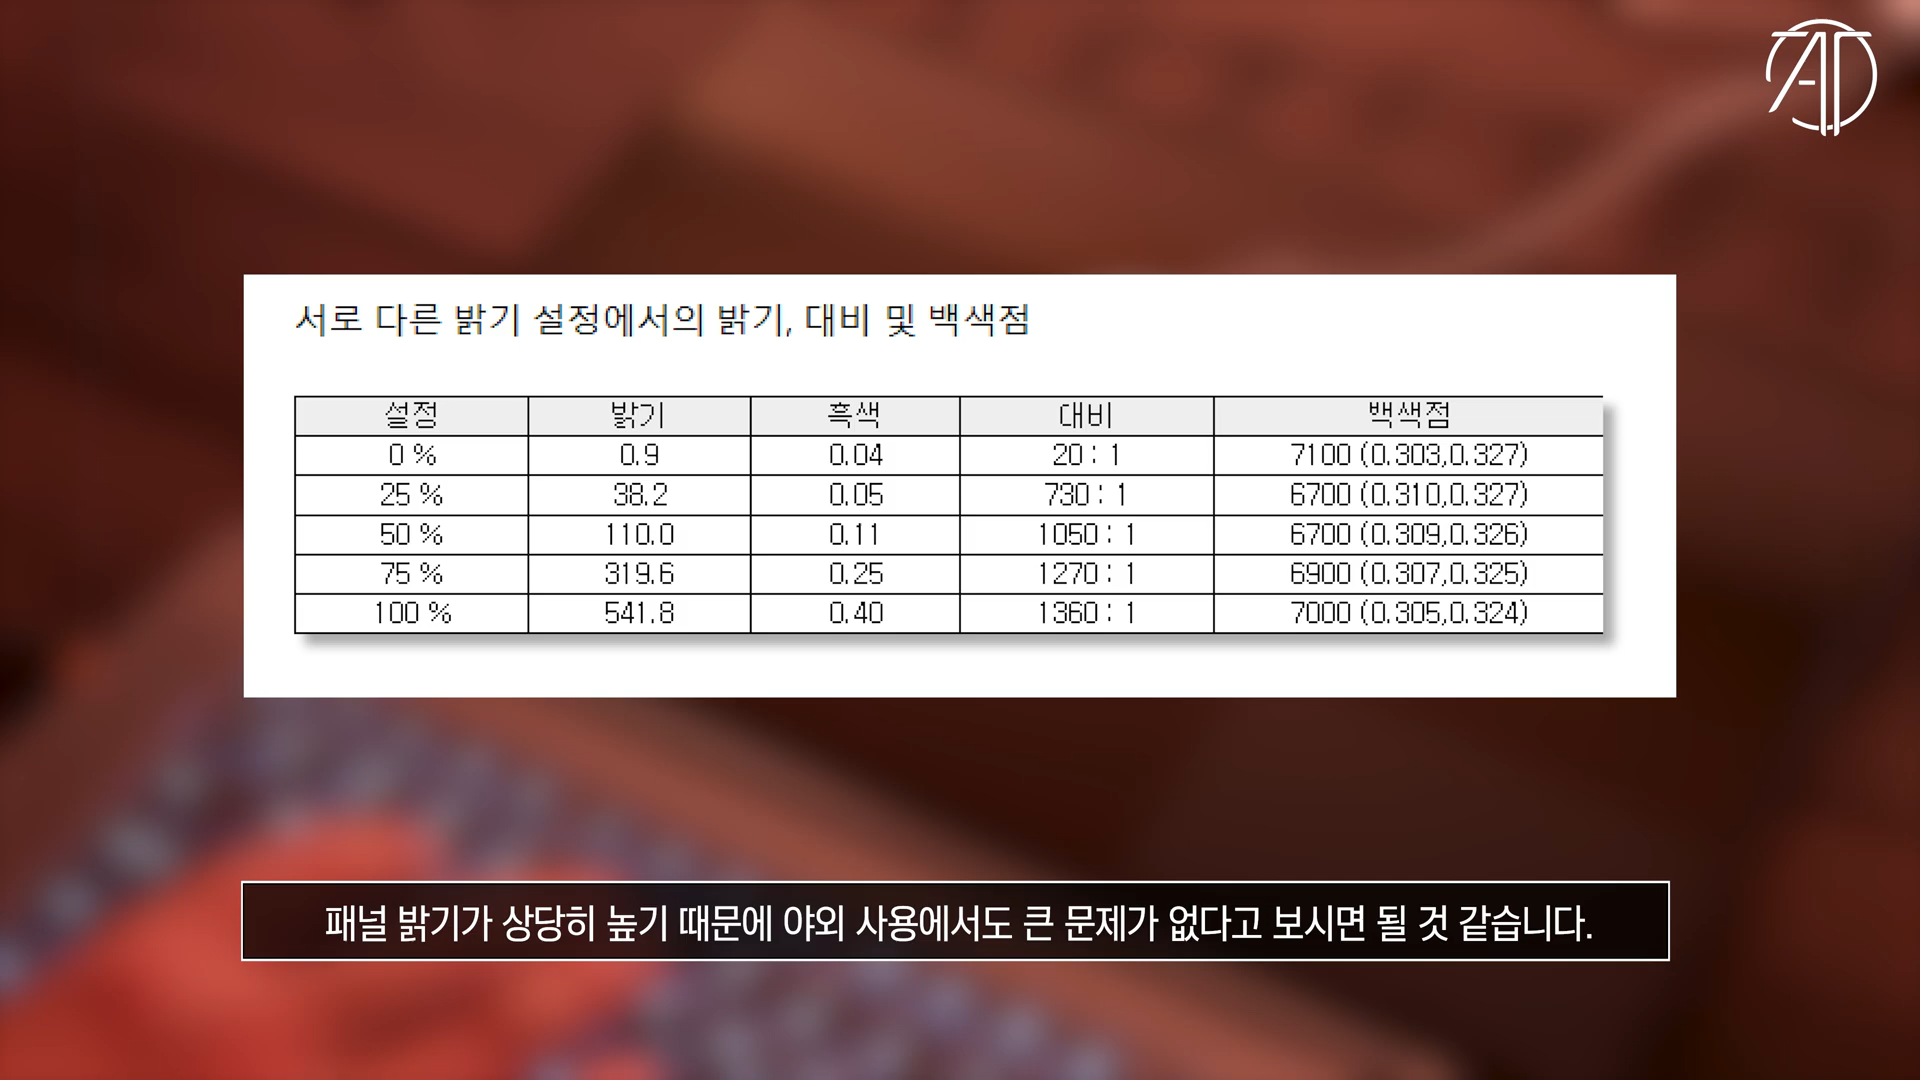 서로 다른 밝기 설정에서의 밝기, 대비 및 백색점
설정 밝기 흑색 대비 백색점
0 % 0.9 0.04 20 : 1 7100 (0.303,0.327)
25 % 38.2 0.05 730 : 1 6700 (0.310,0.327)
50 % 110.0 0.11 1050 : 1 6700 (0.309,0.326)
75 % 319.6 0.25 1270 : 1 6900 (0.307,0.325)
100 % 541.8 0.40 1360 : 1 7000 (0.305,0.324)
패널 밝기가 상당히 높기 때문에 야외 사용에서도 큰 문제가 없다고 보시면 될 것 같습니다.